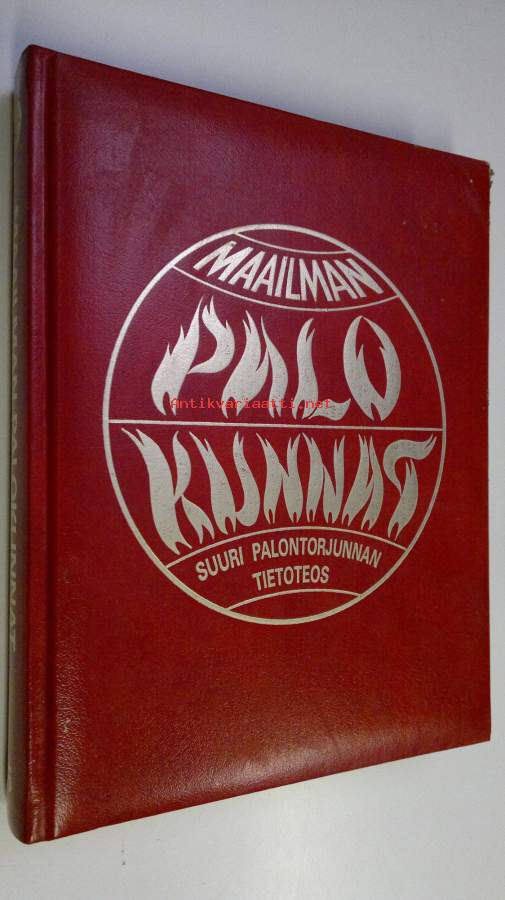 MAAILMAN
PALO
Antikvariaatti.net
KUNNAT
SUURI PALONTORJUNNAN
TIETOTEOS
MAAILMAN PALOKUNNAT